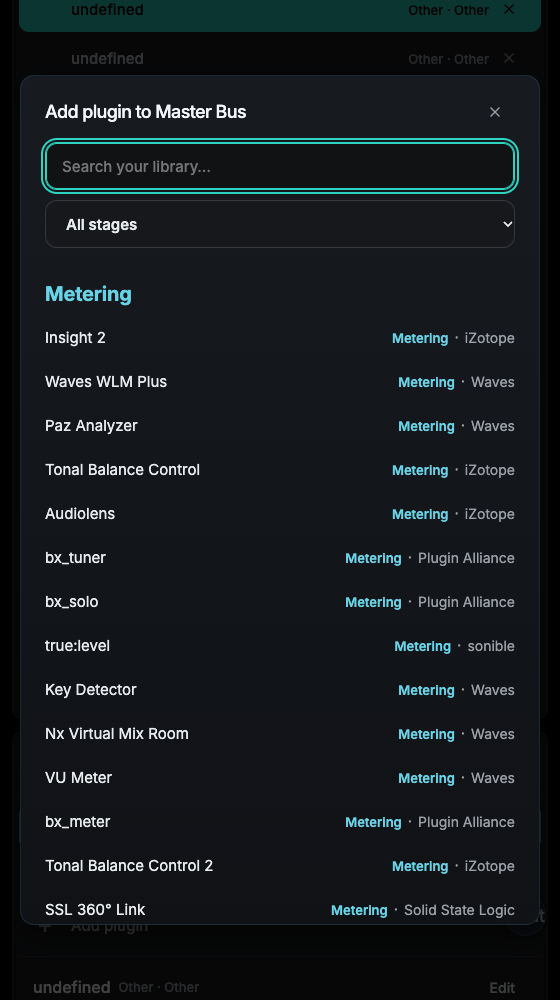 undefined Other · Other ×
undefined Other · Other ×
Add plugin to Master Bus ×
Search your library...
All stages
Metering
Insight 2 Metering · iZotope
Waves WLM Plus Metering · Waves
Paz Analyzer Metering · Waves
Tonal Balance Control Metering · iZotope
Audiolens Metering · iZotope
bx_tuner Metering · Plugin Alliance
bx_solo Metering · Plugin Alliance
true:level Metering · sonible
Key Detector Metering · Waves
Nx Virtual Mix Room Metering · Waves
VU Meter Metering · Waves
bx_meter Metering · Plugin Alliance
Tonal Balance Control 2 Metering · iZotope
SSL 360° Link Metering · Solid State Logic
+ Add plugin
undefined Other · Other Edit